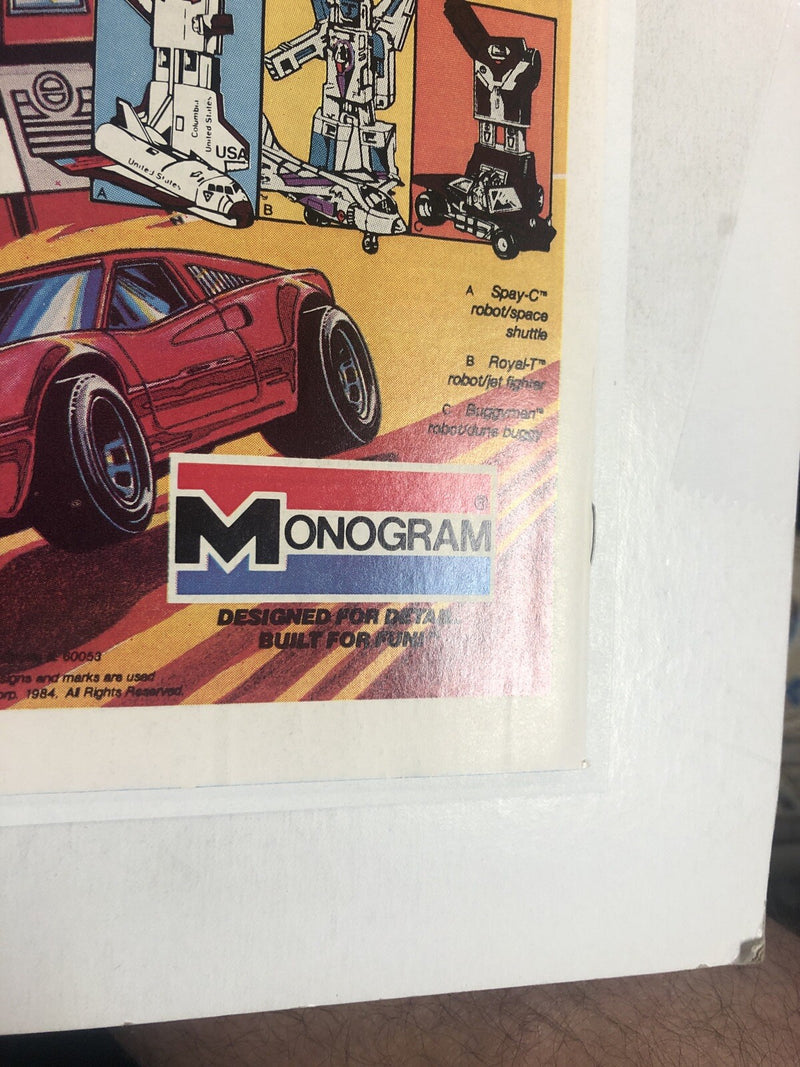 Columbia
United States
USA
United States
A
B
C
A Spay-C™
robot/space
shuttle
B Royal-T™
robot/jet fighter
C Buggyman™
robot/dune buggy
MONOGRAM®
DESIGNED FOR DETAIL.
BUILT FOR FUN!
60053
signs and marks are used
orp. 1984. All Rights Reserved.